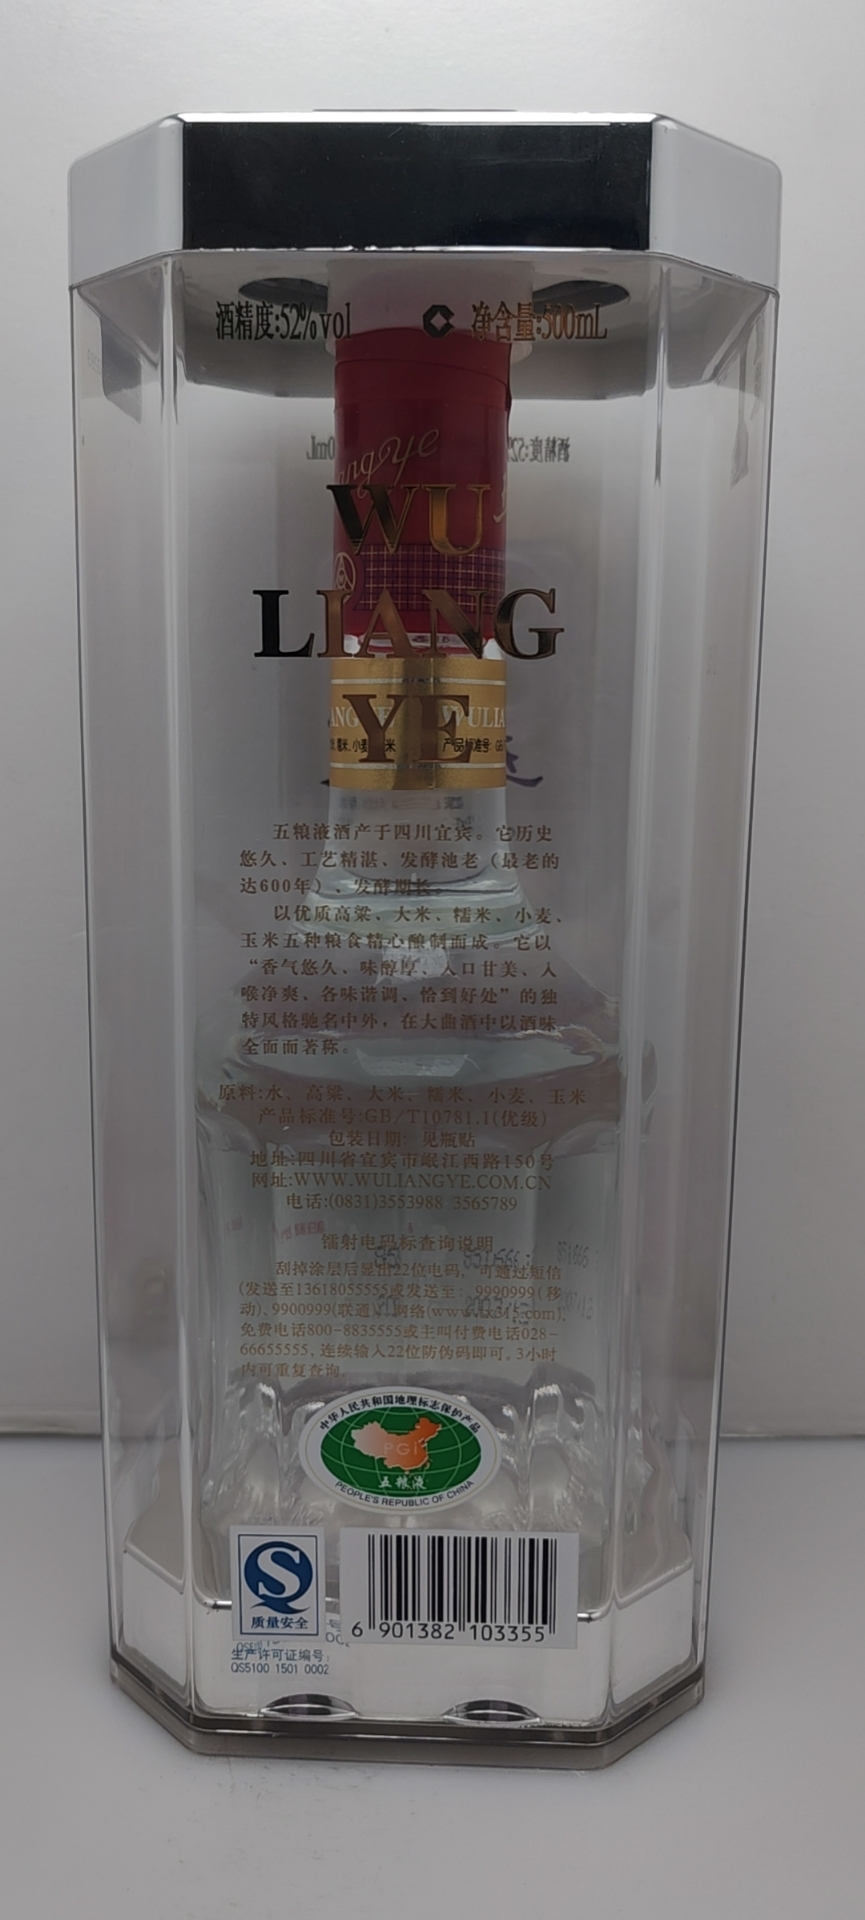 酒精度:52%vol 净含量:500mL
WU
LIANG
YE
五粮液酒产于四川宜宾。它历史
悠久、工艺精湛、发酵池老（最老的
达600年）、发酵期长。
以优质高粱、大米、糯米、小麦、
玉米五种粮食精心酿制而成。它以
“香气悠久、味醇厚、入口甘美、入
喉净爽、各味谐调、恰到好处”的独
特风格驰名中外，在大曲酒中以酒味
全面而著称。
原料:水、高粱、大米、糯米、小麦、玉米
产品标准号:GB/T10781.1(优级)
包装日期: 见瓶贴
地址:四川省宜宾市岷江西路150号
网址:WWW.WULIANGYE.COM.CN
电话:(0831)3553988 3565789
镭射电码标查询说明
刮掉涂层后显出22位电码，可通过短信
(发送至13618055555或发送至: 9990999(移
动)、9900999(联通)、网络(www.tx315.com)、
免费电话800-8835555或主叫付费电话028-
66655555，连续输入22位防伪码即可。3小时
内可重复查询。
中华人民共和国地理标志保护产品
PGI
五粮液
PEOPLE'S REPUBLIC OF CHINA
质量安全
生产许可证编号:
QS5100 1501 0002
6 901382 103355